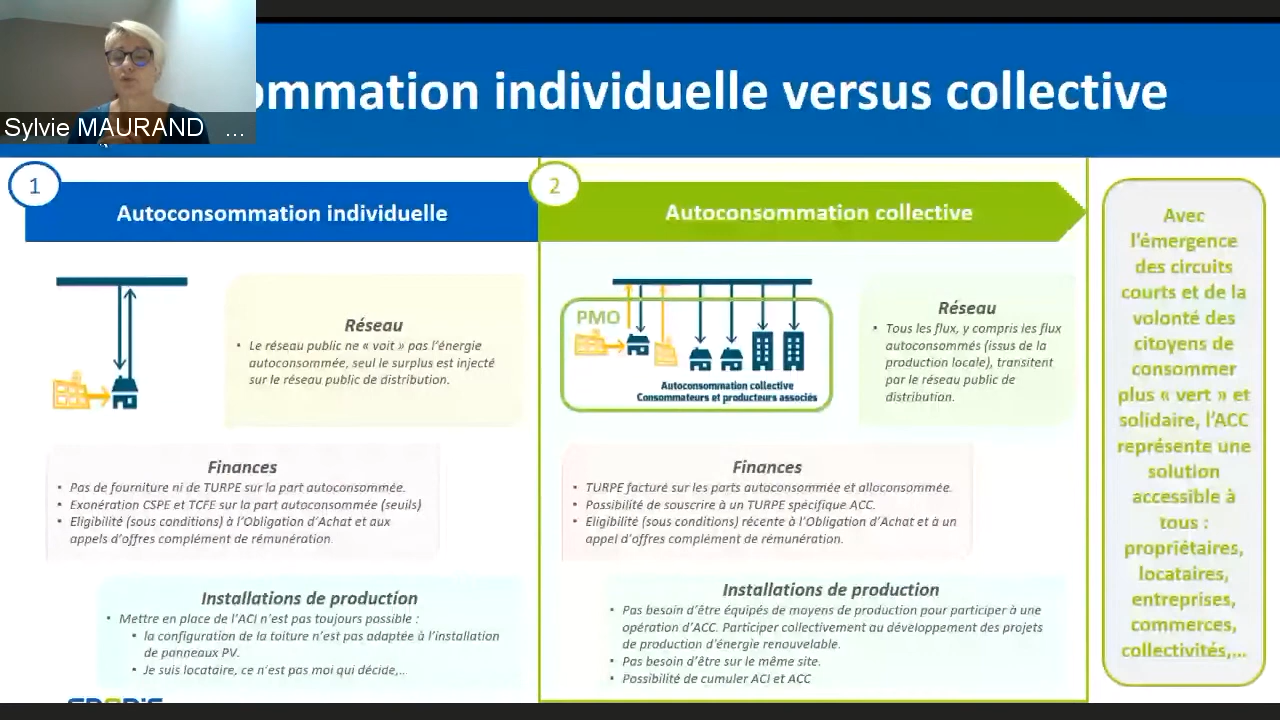 ommation individuelle versus collective
Sylvie MAURAND ...
1
Autoconsommation individuelle
Réseau
• Le réseau public ne « voit » pas l'énergie
autoconsommée, seul le surplus est injecté
sur le réseau public de distribution.
Finances
• Pas de fourniture ni de TURPE sur la part autoconsommée.
• Exonération CSPE et TCFE sur la part autoconsommée (seuils)
• Eligibilité (sous conditions) à l'Obligation d'Achat et aux
appels d'offres complément de rémunération.
Installations de production
• Mettre en place de l'ACI n'est pas toujours possible :
• la configuration de la toiture n'est pas adaptée à l'installation
de panneaux PV.
• Je suis locataire, ce n'est pas moi qui décide,..
2
Autoconsommation collective
PMO
Autoconsommation collective
Consommateurs et producteurs associés
Réseau
• Tous les flux, y compris les flux
autoconsommés (issus de la
production locale), transitent
par le réseau public de
distribution.
Finances
• TURPE facturé sur les parts autoconsommée et alloconsommée.
• Possibilité de souscrire à un TURPE spécifique ACC.
• Eligibilité (sous conditions) récente à l'Obligation d'Achat et à un
appel d'offres complément de rémunération.
Installations de production
• Pas besoin d'être équipés de moyens de production pour participer à une
opération d'ACC. Participer collectivement au développement des projets
de production d'énergie renouvelable.
• Pas besoin d'être sur le même site.
• Possibilité de cumuler ACI et ACC
Avec
l'émergence
des circuits
courts et de la
volonté des
citoyens de
consommer
plus « vert » et
solidaire, l'ACC
représente une
solution
accessible à
tous :
propriétaires,
locataires,
entreprises,
commerces,
collectivités,...